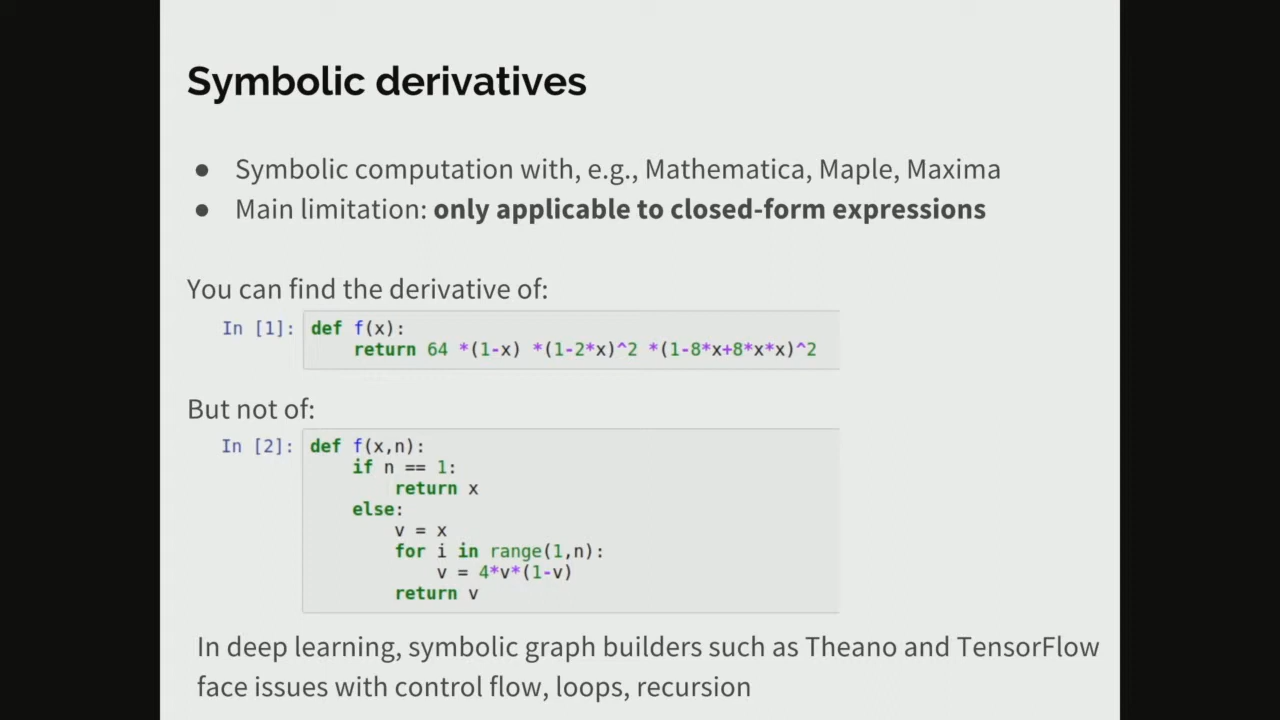 Symbolic derivatives
● Symbolic computation with, e.g., Mathematica, Maple, Maxima
● Main limitation: only applicable to closed-form expressions
You can find the derivative of:
In [1]: def f(x):
return 64 *(1-x) *(1-2*x)^2 *(1-8*x+8*x*x)^2
But not of:
In [2]: def f(x,n):
if n == 1:
return x
else:
v = x
for i in range(1,n):
v = 4*v*(1-v)
return v
In deep learning, symbolic graph builders such as Theano and TensorFlow
face issues with control flow, loops, recursion